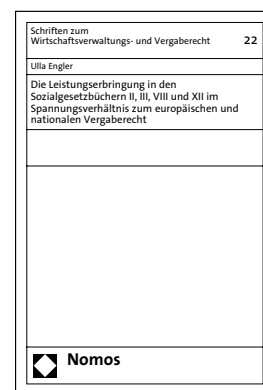 Schriften zum
Wirtschaftsverwaltungs- und Vergaberecht 22
Ulla Engler
Die Leistungserbringung in den
Sozialgesetzbüchern II, III, VIII und XII im
Spannungsverhältnis zum europäischen und
nationalen Vergaberecht
Nomos